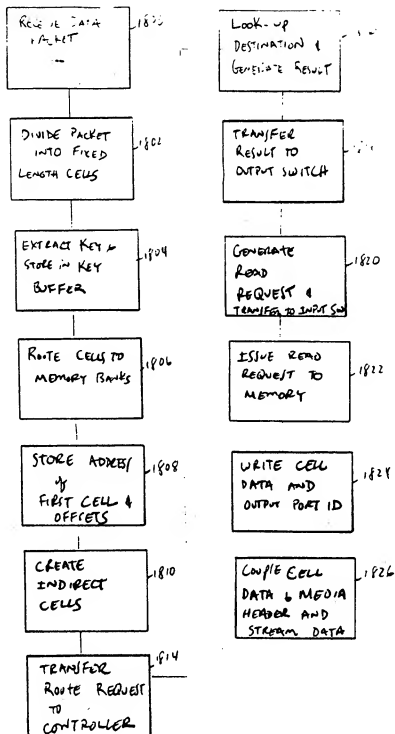 DATA
PACKET
DIVIDE PACKET
INTO FIXED
LENGTH CELLS
1802
EXTRACT KEY &
STORE IN KEY
BUFFER
1804
ROUTE CELLS TO
MEMORY BANKS
1806
STORE ADDRESS
of
FIRST CELL &
OFFSETS
1808
CREATE
INDIRECT
CELLS
1810
TRANSFER
ROUTE REQUEST
TO
CONTROLLER
1814
LOOK-UP
DESTINATION &
GENERATE RESULT
TRANSFER
RESULT TO
OUTPUT SWITCH
GENERATE
READ
REQUEST &
TRANSFER TO INPUT SW
1820
ISSUE READ
REQUEST TO
MEMORY
1822
WRITE CELL
DATA AND
OUTPUT PORT ID
1824
COUPLE CELL
DATA & MEDIA
HEADER AND
STREAM DATA
1826